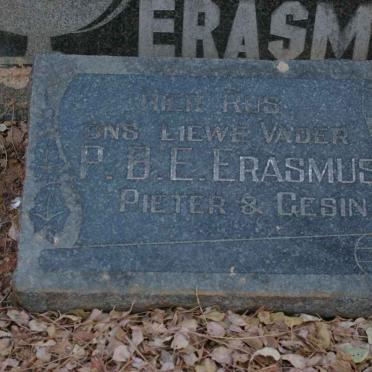 ERASM
HIER RUS
ONS LIEWE VADER
P. B. E. ERASMUS
PIETER & GESIN